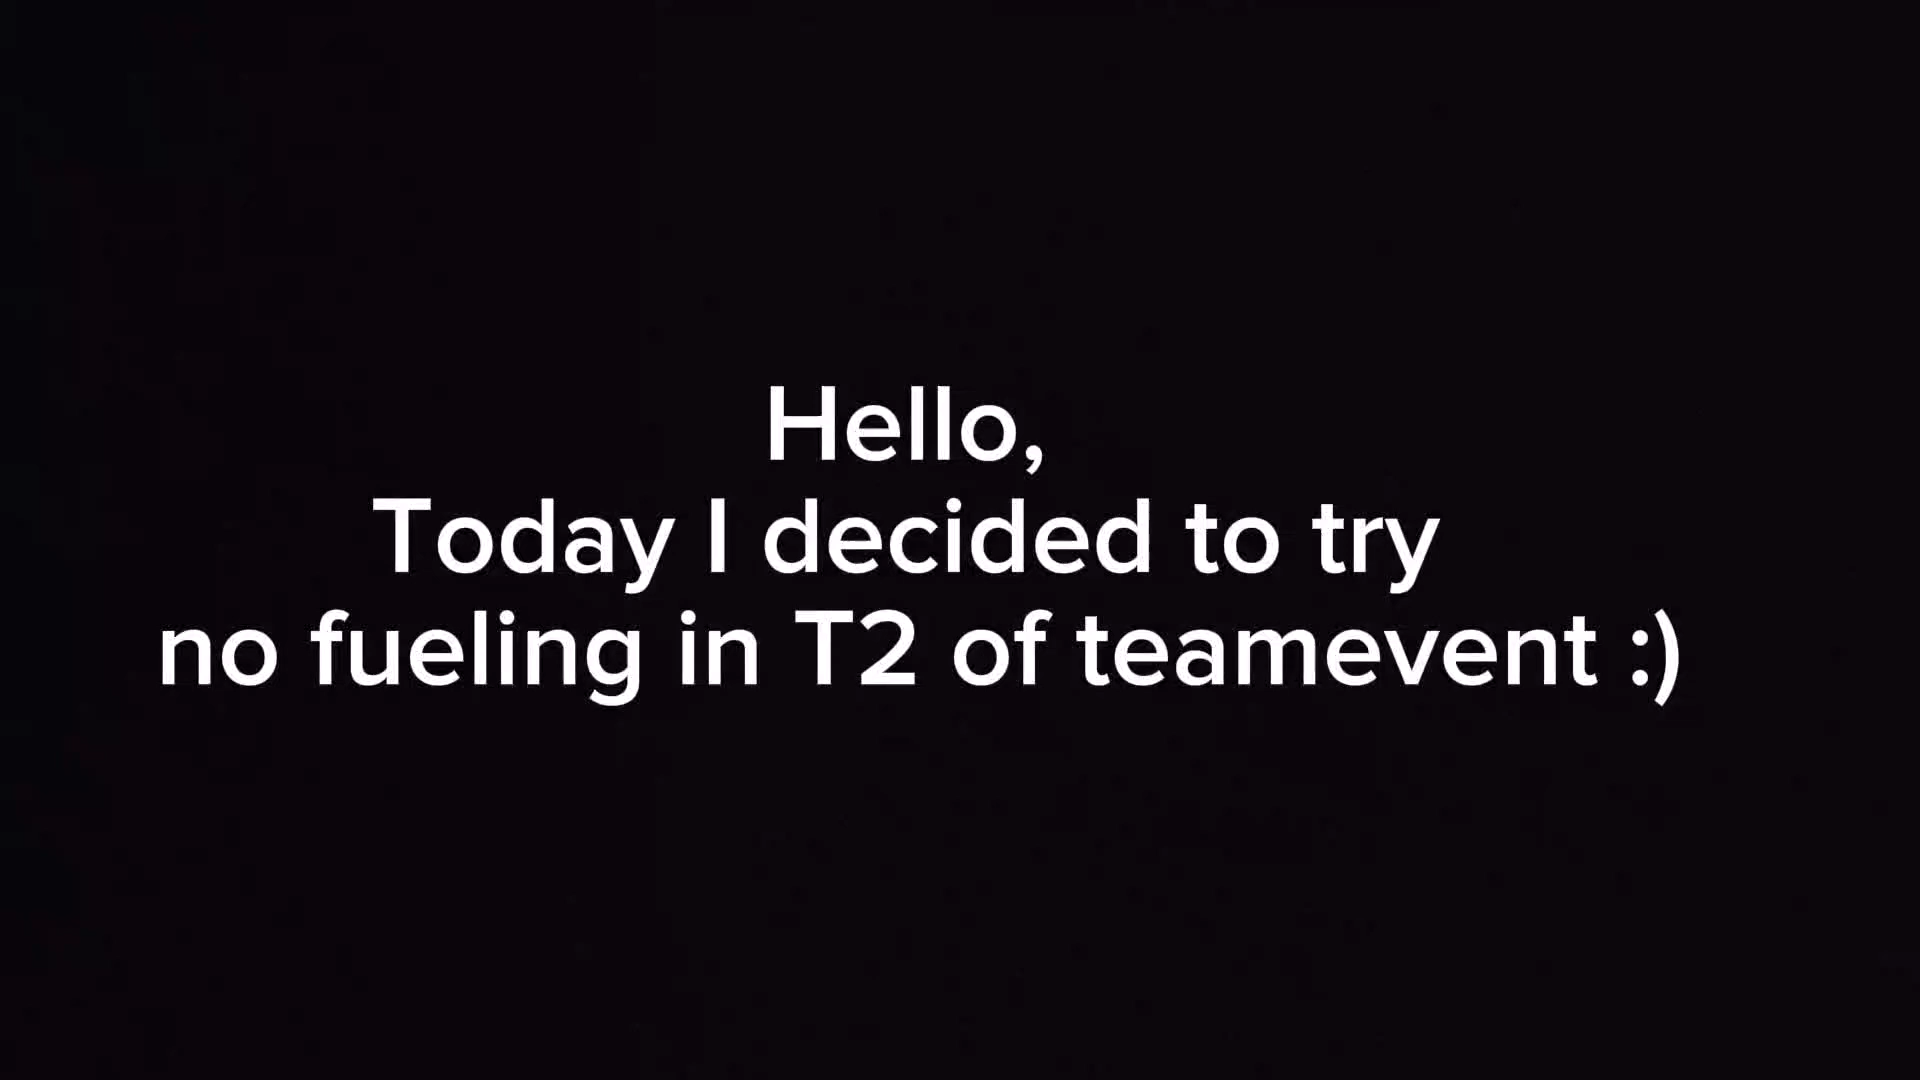 Hello,
Today I decided to try
no fueling in T2 of teamevent :)